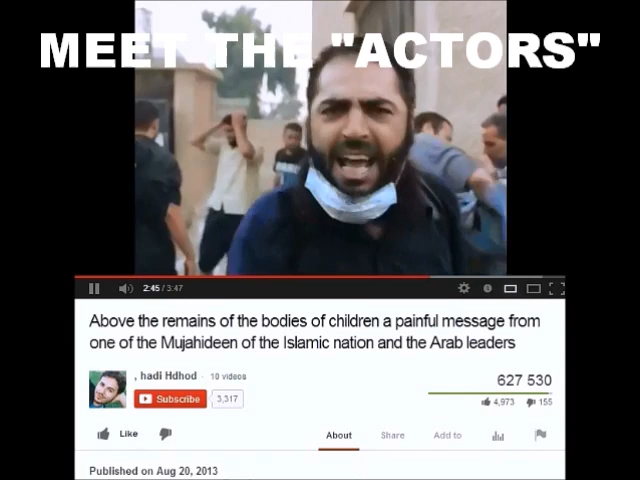 MEET THE "ACTORS"
2:45 / 3:47
Above the remains of the bodies of children a painful message from
one of the Mujahideen of the Islamic nation and the Arab leaders
, hadi Hdhod · 10 videos
Subscribe 3,317
627 530
4,973 155
Like About Share Add to
Published on Aug 20, 2013